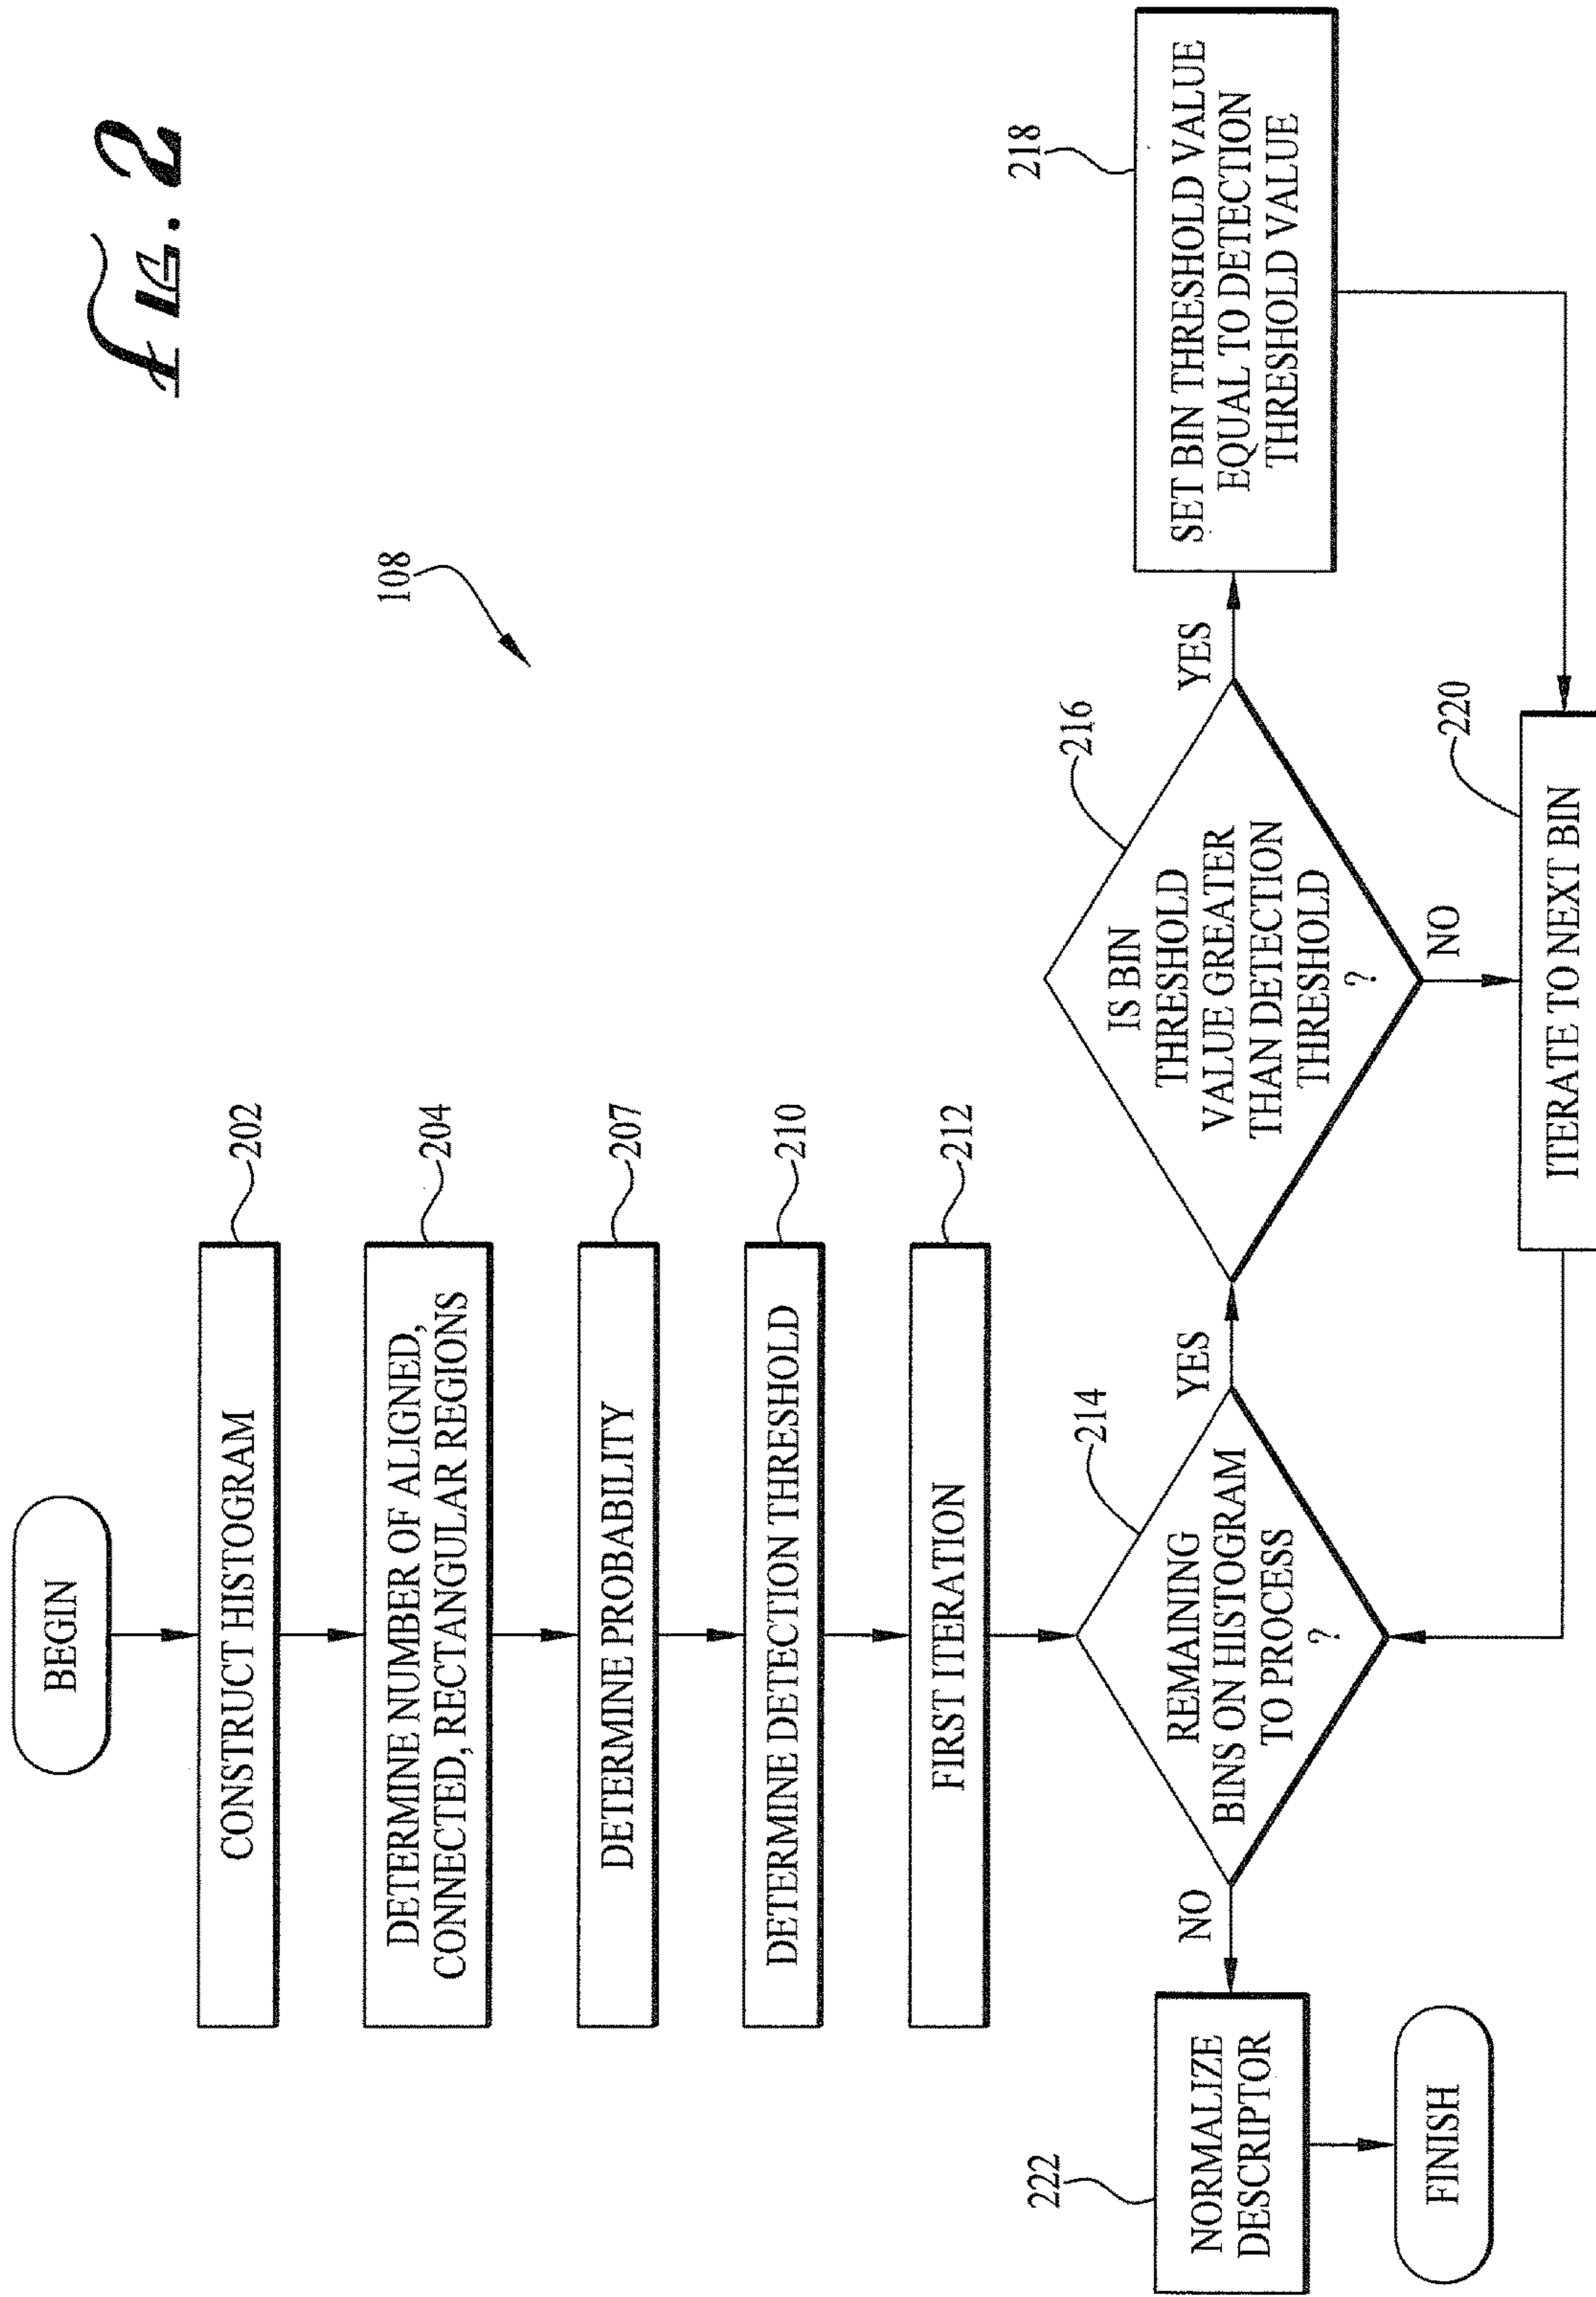 FIG. 2
108
BEGIN
CONSTRUCT HISTOGRAM
202
DETERMINE NUMBER OF ALIGNED,
CONNECTED, RECTANGULAR REGIONS
204
DETERMINE PROBABILITY
207
DETERMINE DETECTION THRESHOLD
210
FIRST ITERATION
212
REMAINING
BINS ON HISTOGRAM
TO PROCESS
?
214
YES
NO
IS BIN
THRESHOLD
VALUE GREATER
THAN DETECTION
THRESHOLD
?
216
YES
NO
SET BIN THRESHOLD VALUE
EQUAL TO DETECTION
THRESHOLD VALUE
218
ITERATE TO NEXT BIN
220
NORMALIZE
DESCRIPTOR
222
FINISH